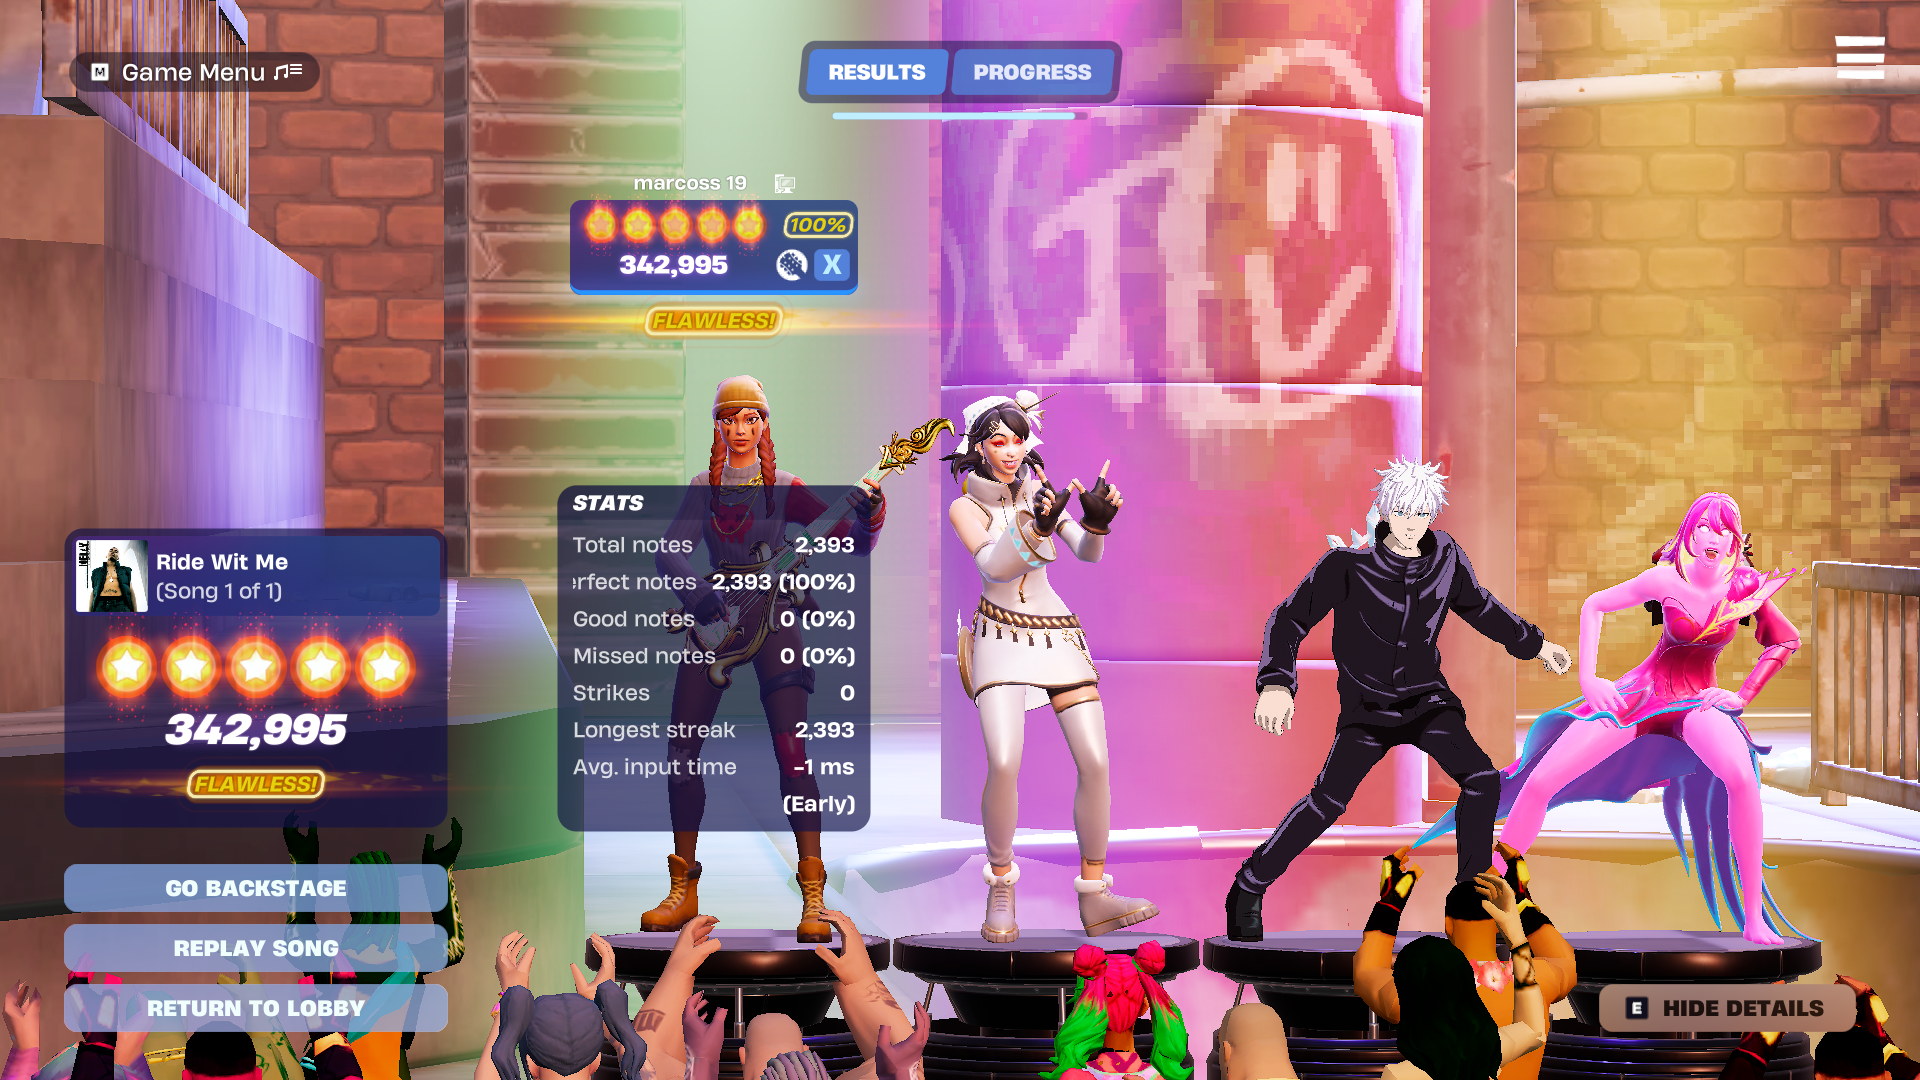 M Game Menu
RESULTS PROGRESS
marcoss 19
100%
342,995
X
FLAWLESS!
STATS
Total notes 2,393
rfect notes 2,393 (100%)
Good notes 0 (0%)
Missed notes 0 (0%)
Strikes 0
Longest streak 2,393
Avg. input time -1 ms
(Early)
NELLY
Ride Wit Me
(Song 1 of 1)
342,995
FLAWLESS!
GO BACKSTAGE
REPLAY SONG
RETURN TO LOBBY
E HIDE DETAILS